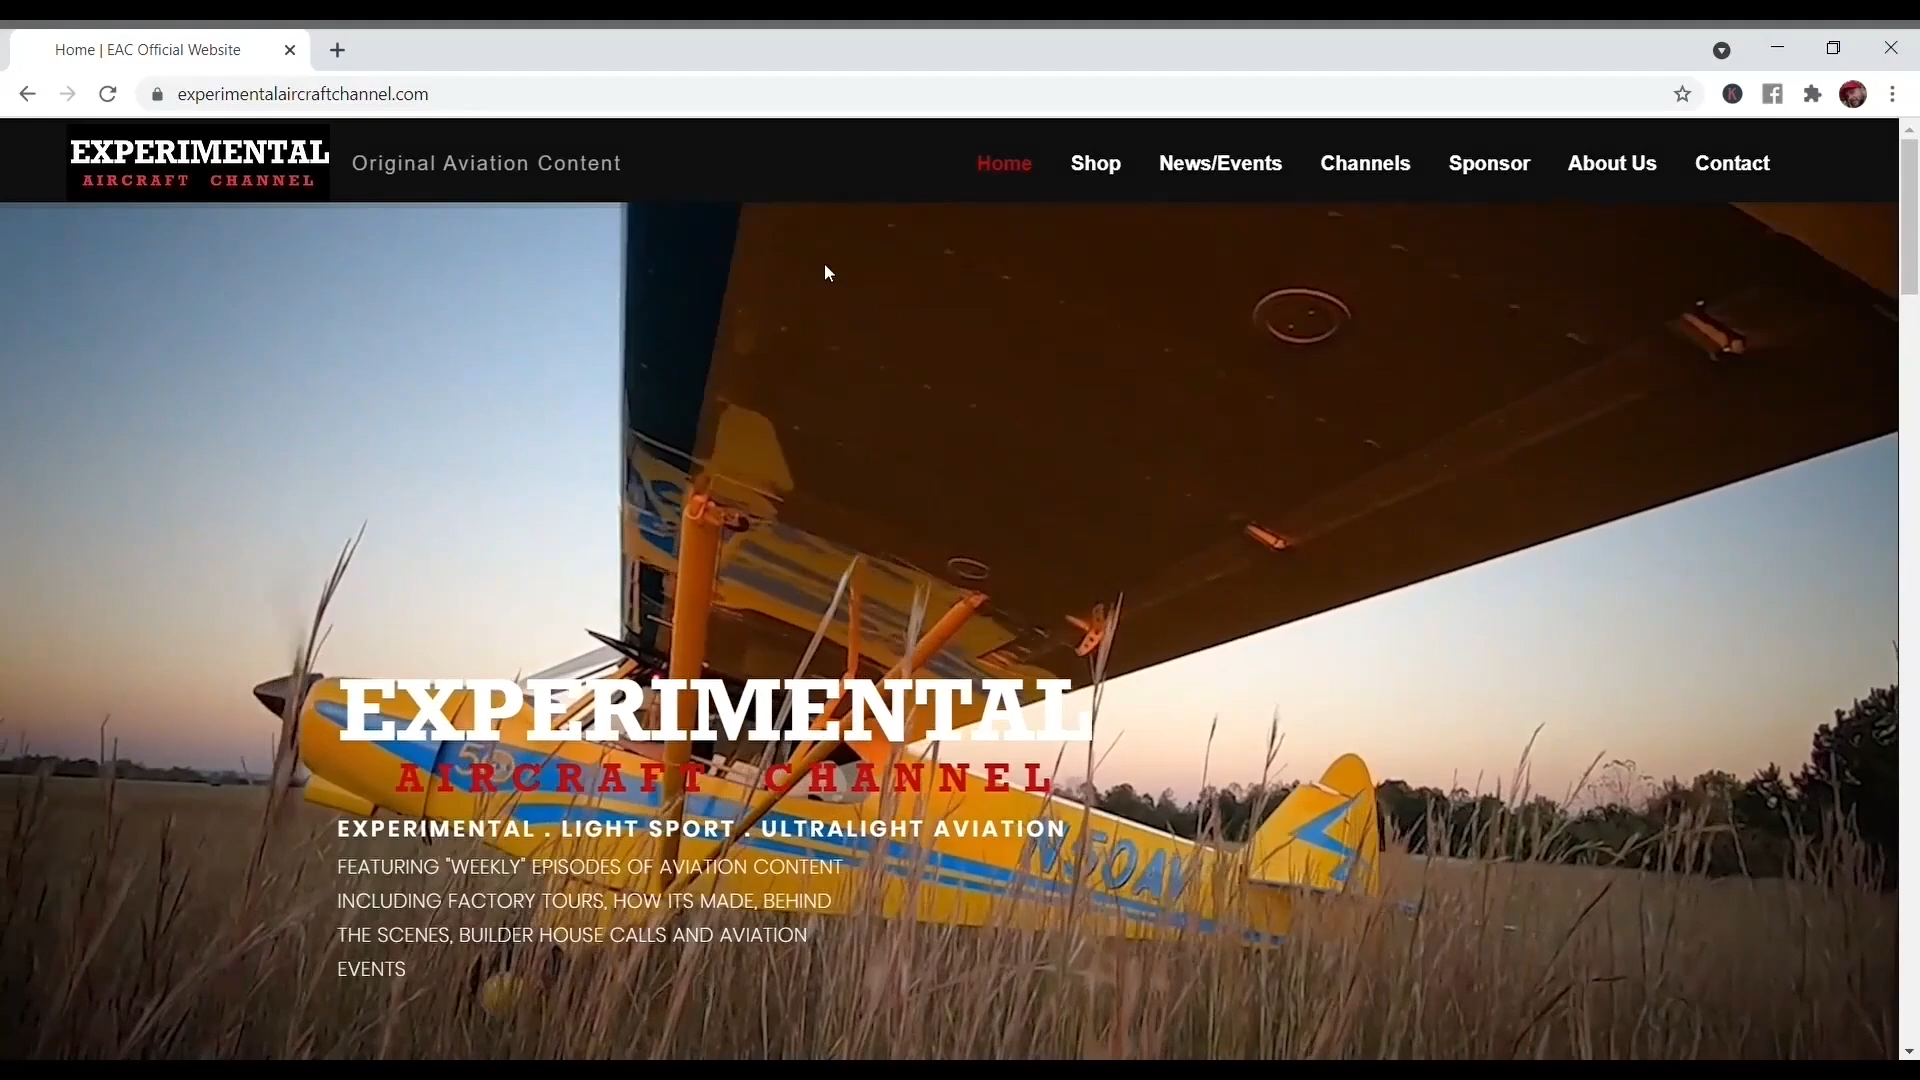 Home | EAC Official Website
experimentalaircraftchannel.com
EXPERIMENTAL
AIRCRAFT CHANNEL
Original Aviation Content
Home Shop News/Events Channels Sponsor About Us Contact
EXPERIMENTAL
AIRCRAFT CHANNEL
EXPERIMENTAL . LIGHT SPORT . ULTRALIGHT AVIATION
FEATURING "WEEKLY" EPISODES OF AVIATION CONTENT
INCLUDING FACTORY TOURS, HOW ITS MADE, BEHIND
THE SCENES, BUILDER HOUSE CALLS AND AVIATION
EVENTS
N50AV